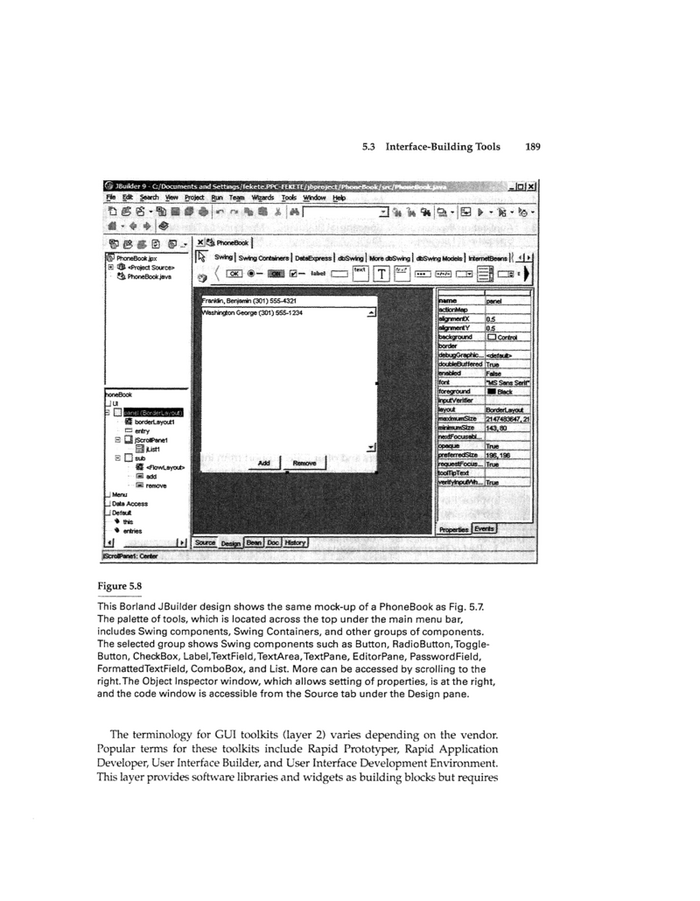 5.3 Interface-Building Tools 189
JBuilder 9 - C:/Documents and Settings/fekete.PPC-FEKETE/jbproject/PhoneBook/src/PhoneBook.java
File Edit Search View Project Run Team Wizards Tools Window Help
PhoneBook
PhoneBook.jpx
<Project Source>
PhoneBook.java
Swing Swing Containers DataExpress dbSwing More dbSwing dbSwing Models InternetBeans
OK ON label text T
Franklin, Benjamin (301) 555-4321
Washington George (301) 555-1234
Add Remove
honeBook
UI
panel (BorderLayout)
borderLayout1
entry
jScrollPane1
jList1
sub
<FlowLayout>
add
remove
Menu
Data Access
Default
this
entries
name panel
actionMap
alignmentX 0.5
alignmentY 0.5
background Control
border
debugGraphic... <default>
doubleBuffered True
enabled False
font "MS Sans Serif"
foreground Black
inputVerifier
layout BorderLayout
maximumSize 2147483647, 21
minimumSize 143, 80
nextFocusabl...
opaque True
preferredSize 196, 196
requestFocus... True
toolTipText
verifyInputWh... True
Properties Events
Source Design Bean Doc History
jScrollPane1: Center
Figure 5.8
This Borland JBuilder design shows the same mock-up of a PhoneBook as Fig. 5.7.
The palette of tools, which is located across the top under the main menu bar,
includes Swing components, Swing Containers, and other groups of components.
The selected group shows Swing components such as Button, RadioButton, Toggle-
Button, CheckBox, Label, TextField, TextArea, TextPane, EditorPane, PasswordField,
FormattedTextField, ComboBox, and List. More can be accessed by scrolling to the
right. The Object Inspector window, which allows setting of properties, is at the right,
and the code window is accessible from the Source tab under the Design pane.
The terminology for GUI toolkits (layer 2) varies depending on the vendor.
Popular terms for these toolkits include Rapid Prototyper, Rapid Application
Developer, User Interface Builder, and User Interface Development Environment.
This layer provides software libraries and widgets as building blocks but requires